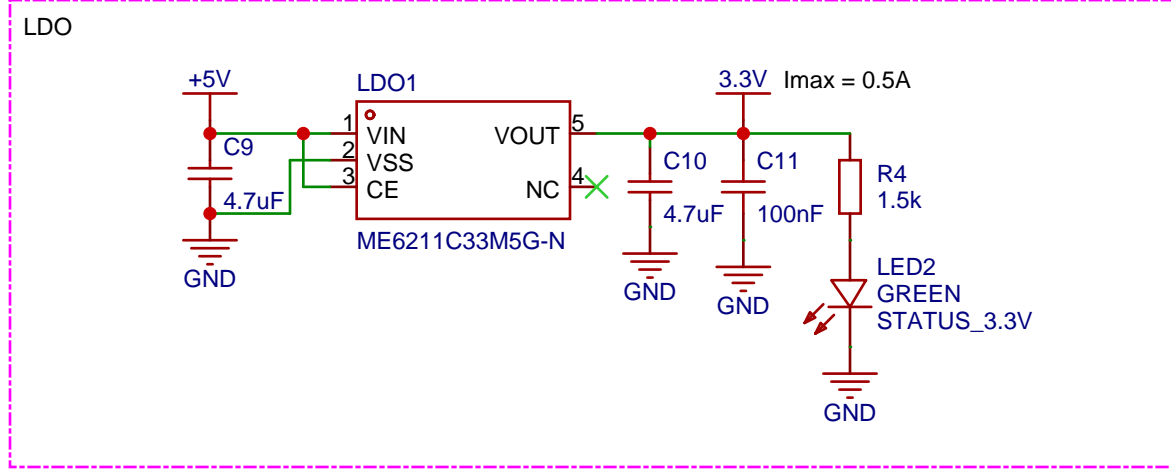 LDO
+5V
LDO1
3.3V
Imax = 0.5A
1
VIN
VOUT
5
C9
2
VSS
C10
C11
3
CE
NC
4
R4
1.5k
4.7uF
4.7uF
100nF
ME6211C33M5G-N
GND
GND
GND
LED2
GREEN
STATUS_3.3V
GND